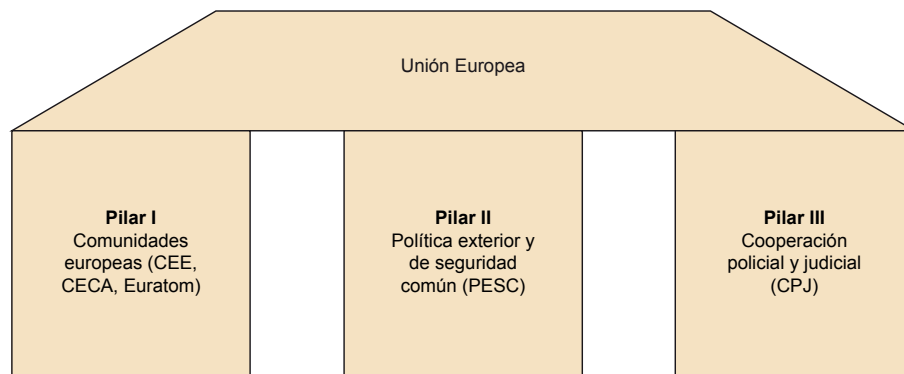 Unión Europea
Pilar I
Comunidades
europeas (CEE,
CECA, Euratom)
Pilar II
Política exterior y
de seguridad
común (PESC)
Pilar III
Cooperación
policial y judicial
(CPJ)